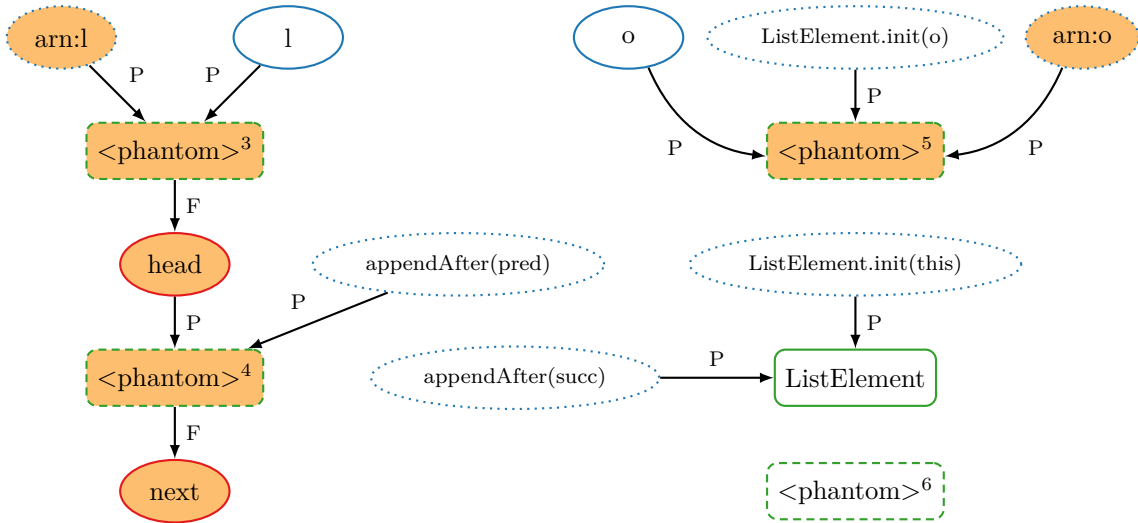 arn:l
l
o
ListElement.init(o)
arn:o
P
P
P
P
P
<phantom>³
<phantom>⁵
F
head
appendAfter(pred)
ListElement.init(this)
P
P
P
<phantom>⁴
appendAfter(succ)
P
ListElement
F
next
<phantom>⁶